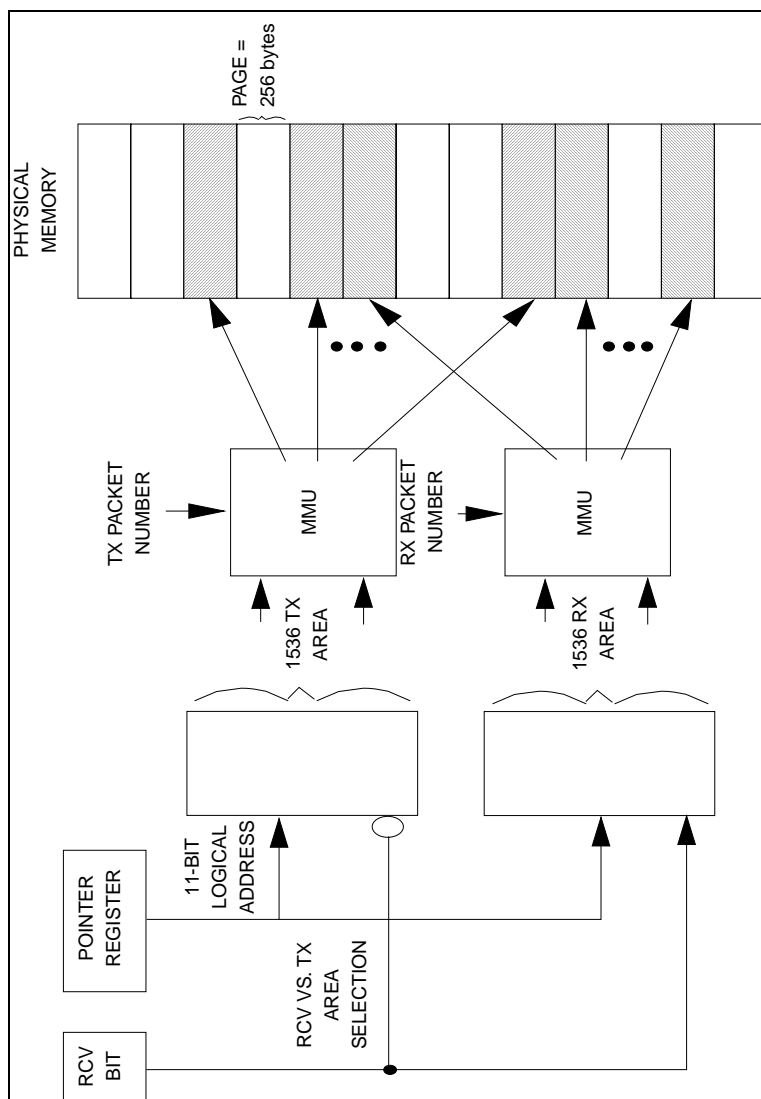 PHYSICAL
MEMORY
PAGE =
256 bytes
TX PACKET
NUMBER
MMU
RX PACKET
NUMBER
MMU
1536 TX
AREA
1536 RX
AREA
11-BIT
LOGICAL
ADDRESS
POINTER
REGISTER
RCV VS. TX
AREA
SELECTION
RCV
BIT